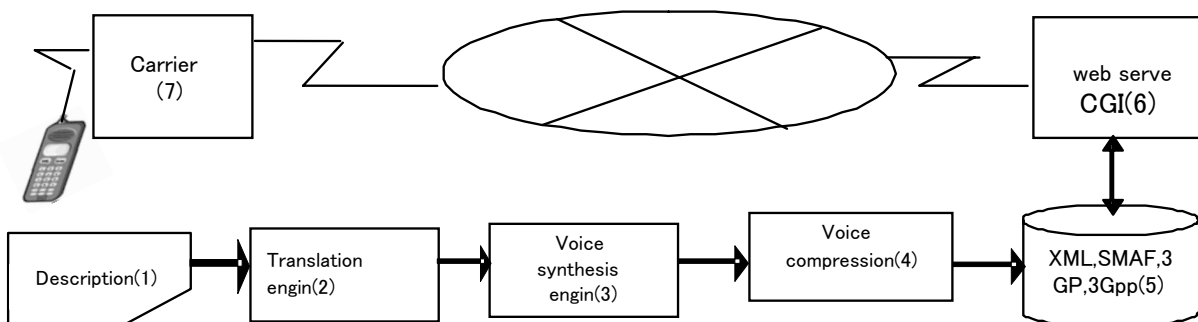 Carrier
(7)
web serve
CGI(6)
Description(1)
Translation
engin(2)
Voice
synthesis
engin(3)
Voice
compression(4)
XML,SMAF,3
GP,3Gpp(5)